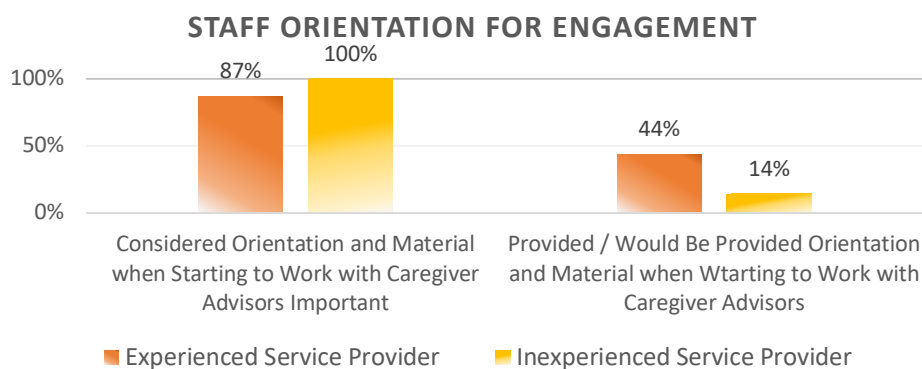 STAFF ORIENTATION FOR ENGAGEMENT
87%
100%
100%
44%
50%
14%
0%
Considered Orientation and Material
when Starting to Work with Caregiver
Advisors Important
Provided / Would Be Provided Orientation
and Material when Wtarting to Work with
Caregiver Advisors
Experienced Service Provider
Inexperienced Service Provider